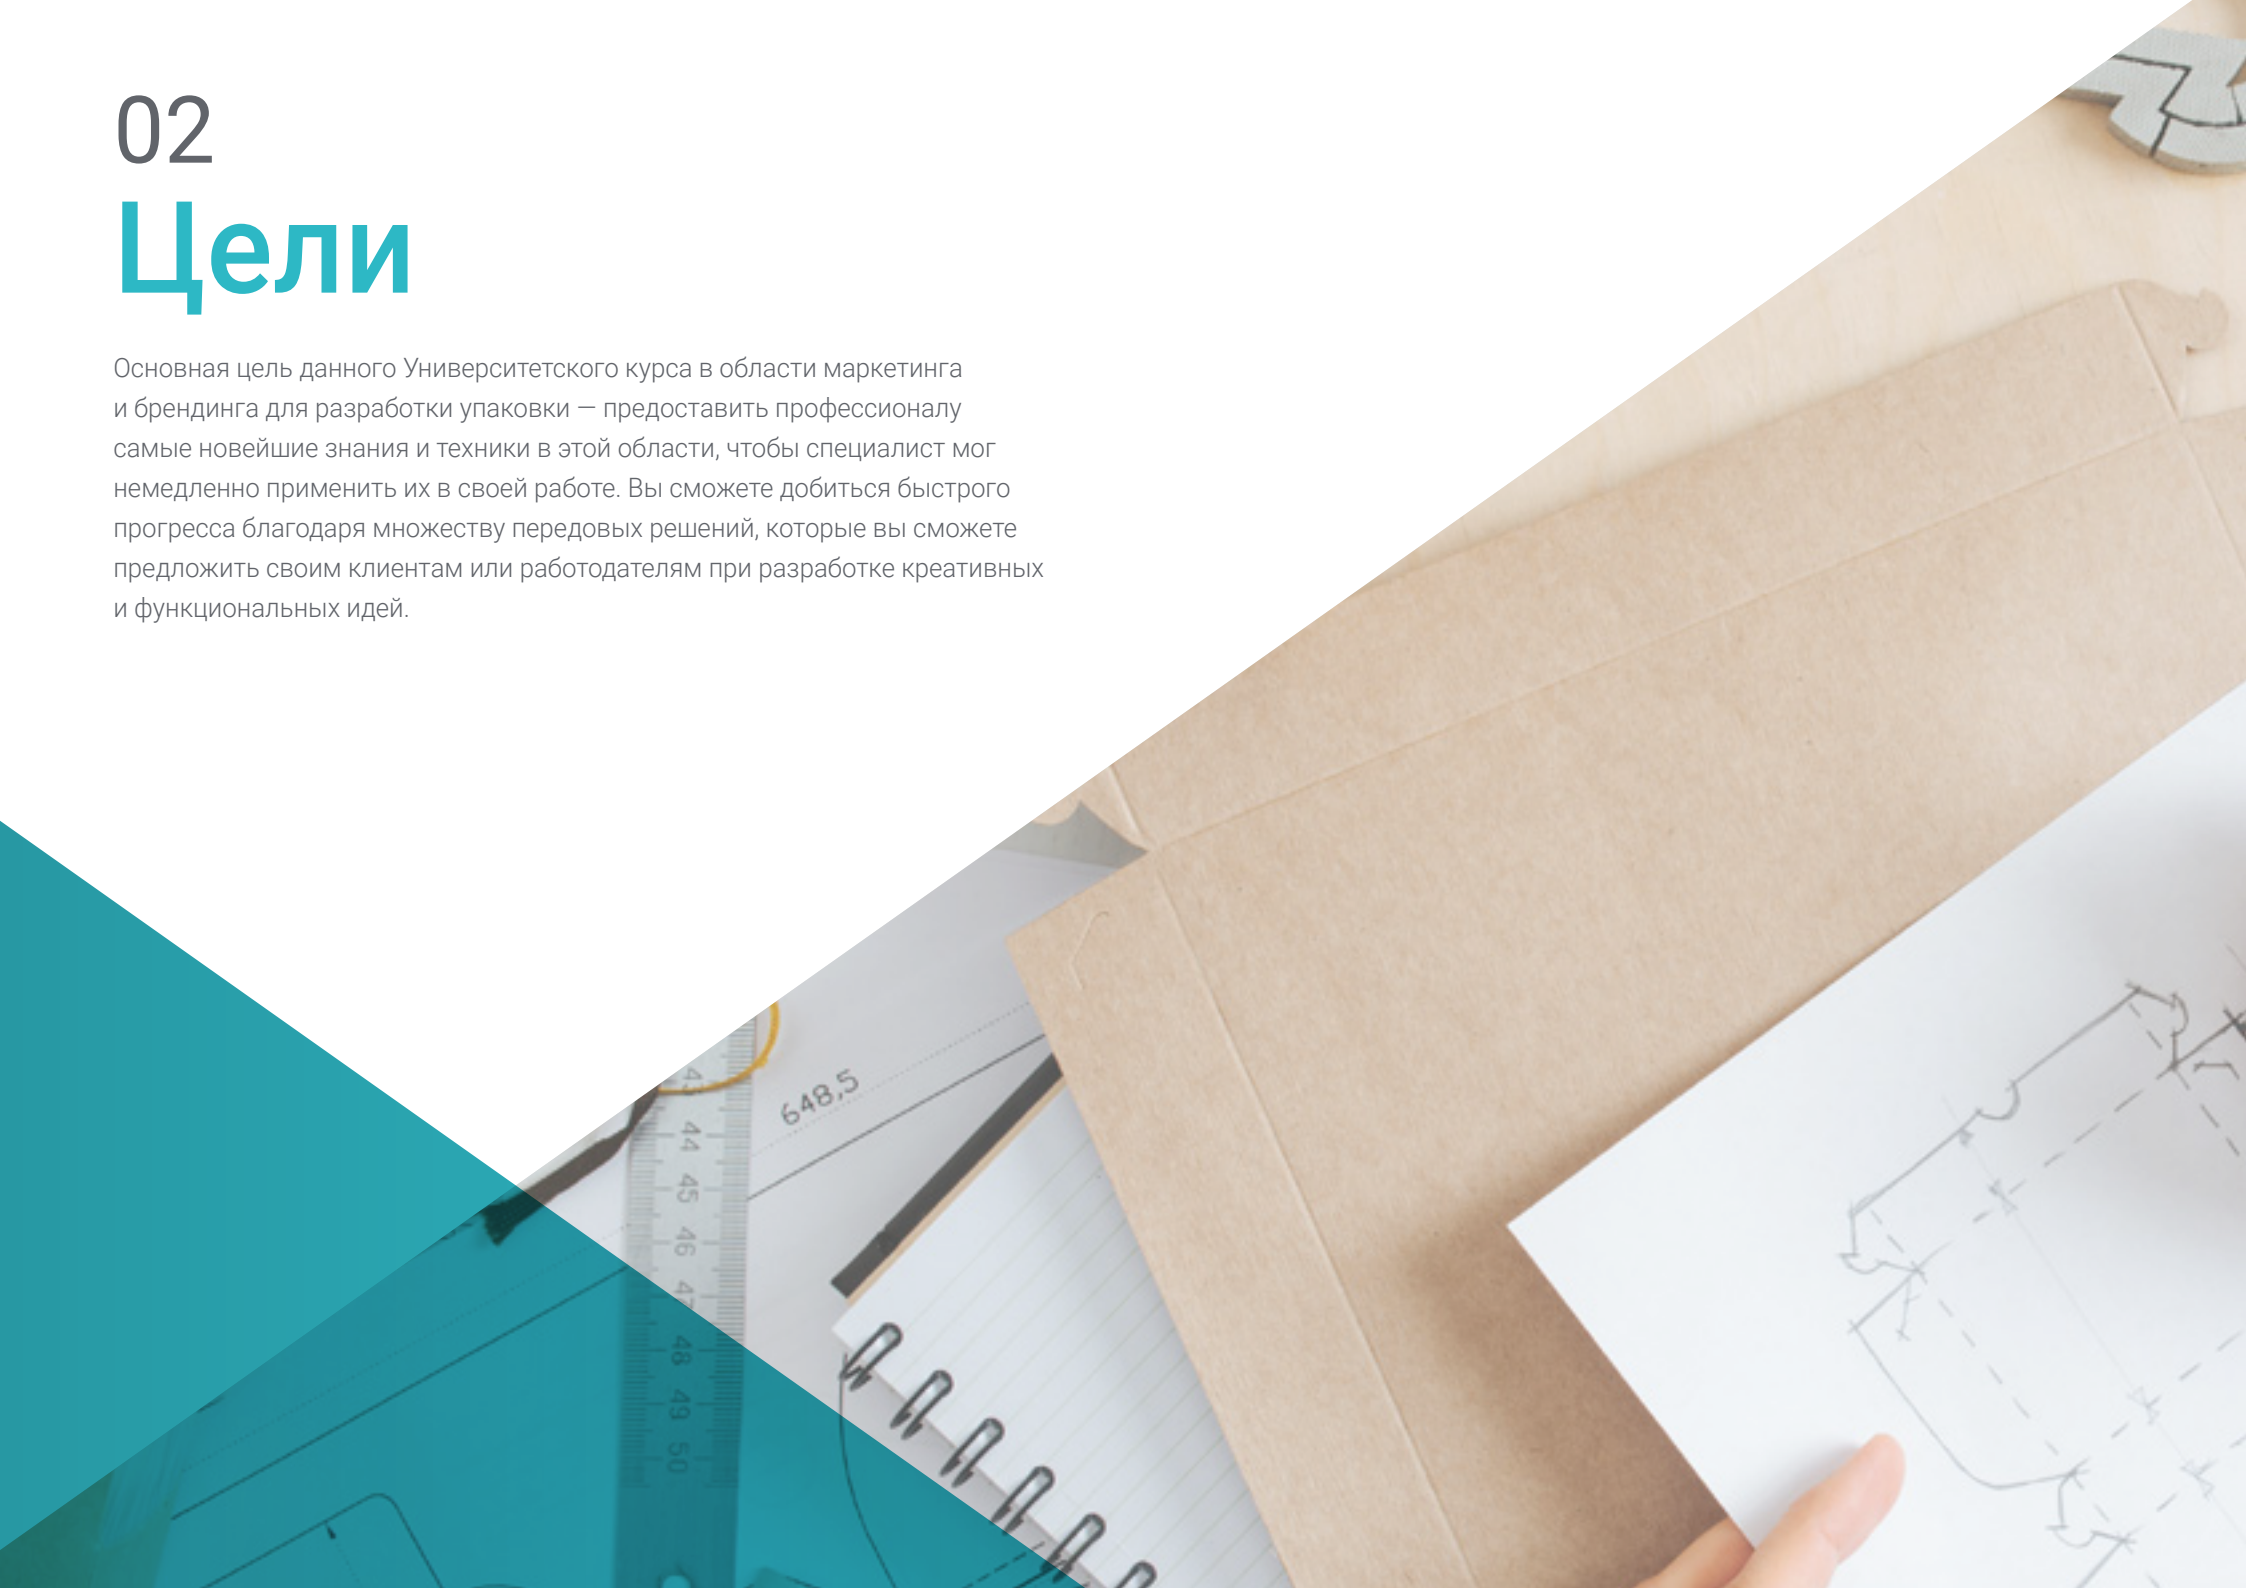 02
Цели
Основная цель данного Университетского курса в области маркетинга
и брендинга для разработки упаковки — предоставить профессионалу
самые новейшие знания и техники в этой области, чтобы специалист мог
немедленно применить их в своей работе. Вы сможете добиться быстрого
прогресса благодаря множеству передовых решений, которые вы сможете
предложить своим клиентам или работодателям при разработке креативных
и функциональных идей.
648,5
43
44
45
46
47
48
49
50